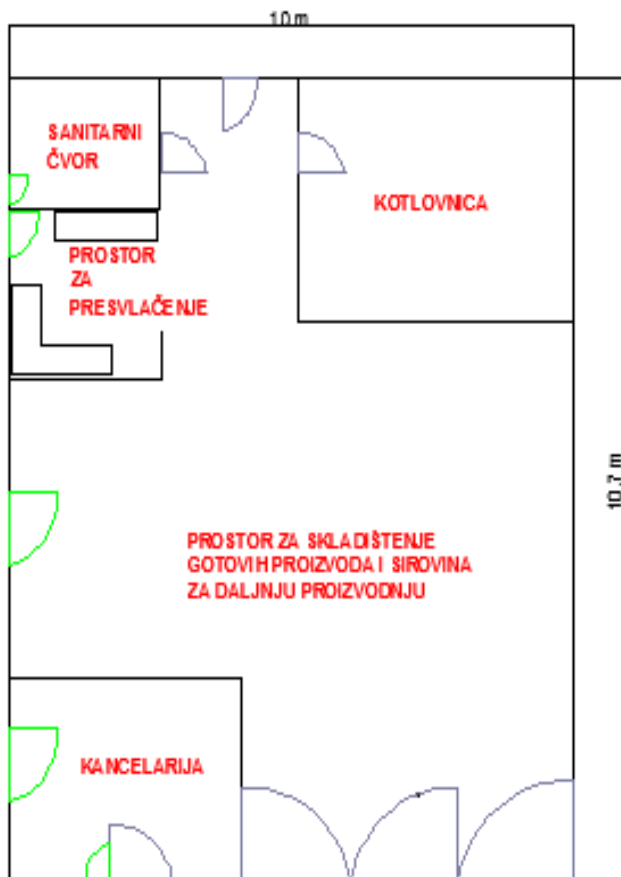 10 m
SANITARNI
ČVOR
KOTLOVNICA
PROSTOR
ZA
PRESVLAČENJE
10,7 m
PROSTOR ZA SKLADIŠTENJE
GOTOVIH PROIZVODA I SIROVINA
ZA DALJNJU PROIZVODNJU
KANCELARIJA